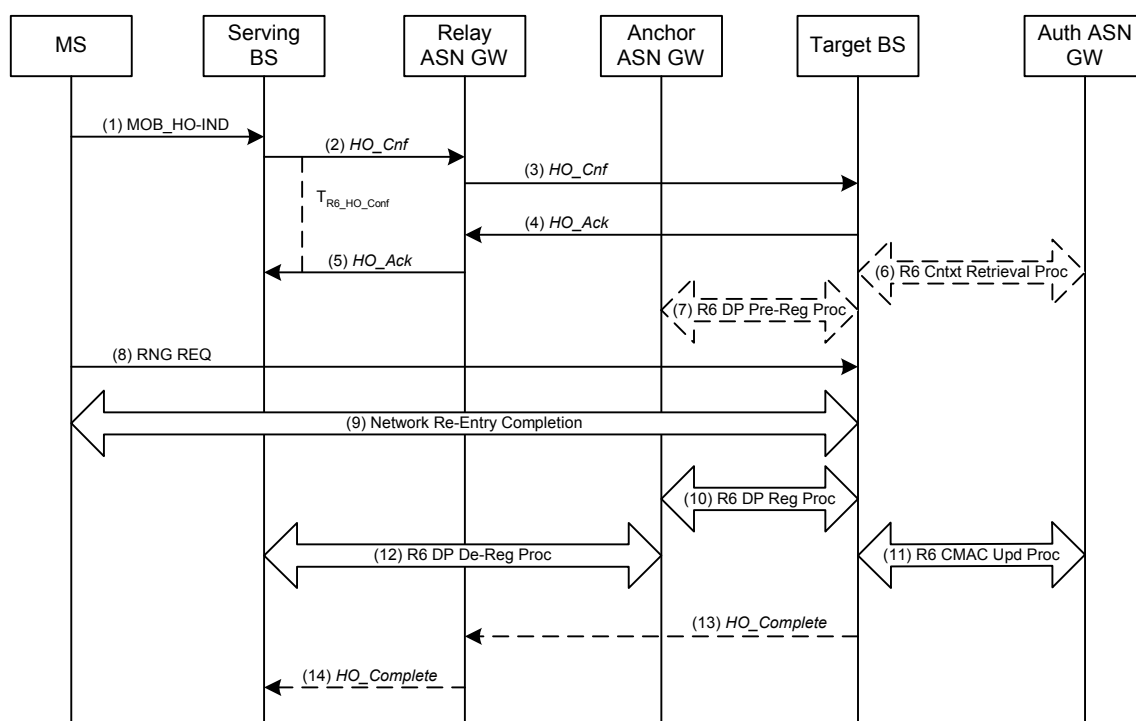 MS
Serving
BS
Relay
ASN GW
Anchor
ASN GW
Target BS
Auth ASN
GW
(1) MOB_HO-IND
(2) HO_Cnf
(3) HO_Cnf
T_R6_HO_Conf
(4) HO_Ack
(5) HO_Ack
(6) R6 Cntxt Retrieval Proc
(7) R6 DP Pre-Reg Proc
(8) RNG REQ
(9) Network Re-Entry Completion
(10) R6 DP Reg Proc
(12) R6 DP De-Reg Proc
(11) R6 CMAC Upd Proc
(13) HO_Complete
(14) HO_Complete